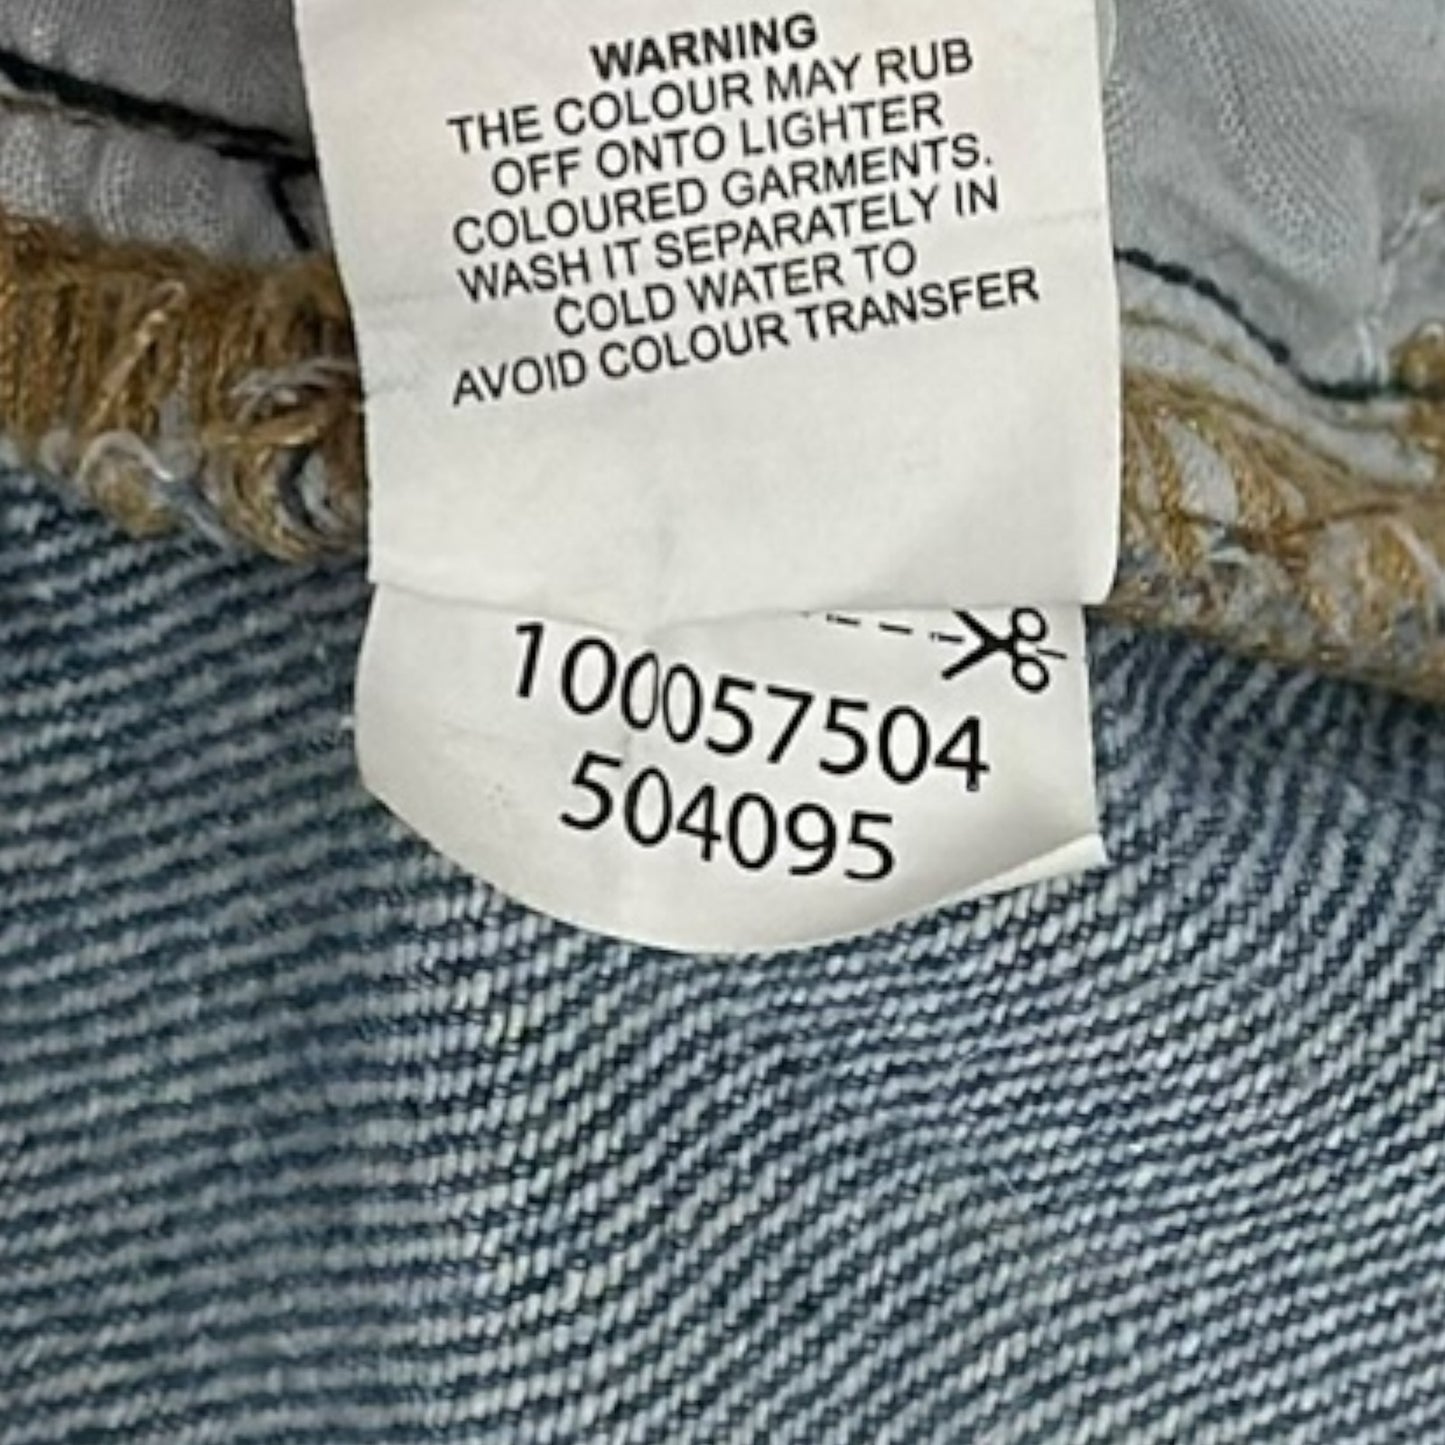 WARNING
THE COLOUR MAY RUB
OFF ONTO LIGHTER
COLOURED GARMENTS.
WASH IT SEPARATELY IN
COLD WATER TO
AVOID COLOUR TRANSFER
100057504
504095